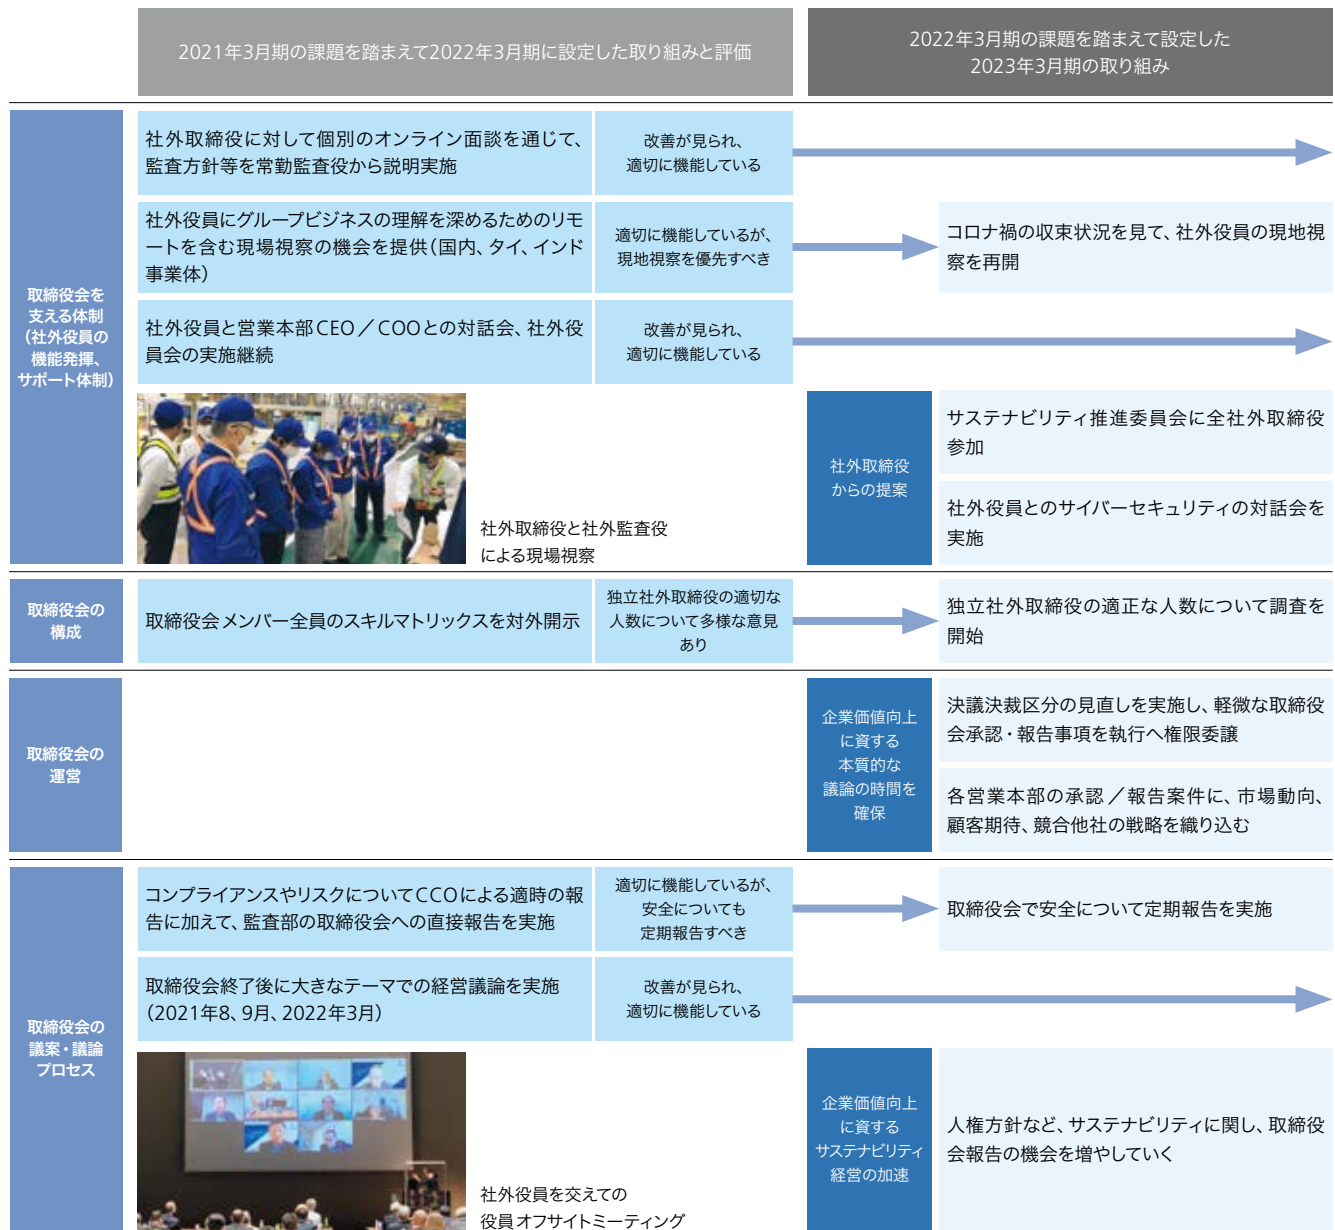 2021年3月期の課題を踏まえて2022年3月期に設定した取り組みと評価
2022年3月期の課題を踏まえて設定した
2023年3月期の取り組み
取締役会を
支える体制
（社外役員の
機能発揮、
サポート体制）
社外取締役に対して個別のオンライン面談を通じて、
監査方針等を常勤監査役から説明実施
改善が見られ、
適切に機能している
社外役員にグループビジネスの理解を深めるためのリモ
ートを含む現場視察の機会を提供（国内、タイ、インド
事業体）
適切に機能しているが、
現地視察を優先すべき
コロナ禍の収束状況を見て、社外役員の現地視
察を再開
社外役員と営業本部CEO／COOとの対話会、社外役
員会の実施継続
改善が見られ、
適切に機能している
社外取締役と社外監査役
による現場視察
社外取締役
からの提案
サステナビリティ推進委員会に全社外取締役
参加
社外役員とのサイバーセキュリティの対話会を
実施
取締役会の
構成
取締役会メンバー全員のスキルマトリックスを対外開示
独立社外取締役の適切な
人数について多様な意見
あり
独立社外取締役の適正な人数について調査を
開始
取締役会の
運営
企業価値向上
に資する
本質的な
議論の時間を
確保
決議決裁区分の見直しを実施し、軽微な取締役
会承認・報告事項を執行へ権限委譲
各営業本部の承認／報告案件に、市場動向、
顧客期待、競合他社の戦略を織り込む
取締役会の
議案・議論
プロセス
コンプライアンスやリスクについてCCOによる適時の報
告に加えて、監査部の取締役会への直接報告を実施
適切に機能しているが、
安全についても
定期報告すべき
取締役会で安全について定期報告を実施
取締役会終了後に大きなテーマでの経営議論を実施
（2021年8、9月、2022年3月）
改善が見られ、
適切に機能している
社外役員を交えての
役員オフサイトミーティング
企業価値向上
に資する
サステナビリティ
経営の加速
人権方針など、サステナビリティに関し、取締役
会報告の機会を増やしていく